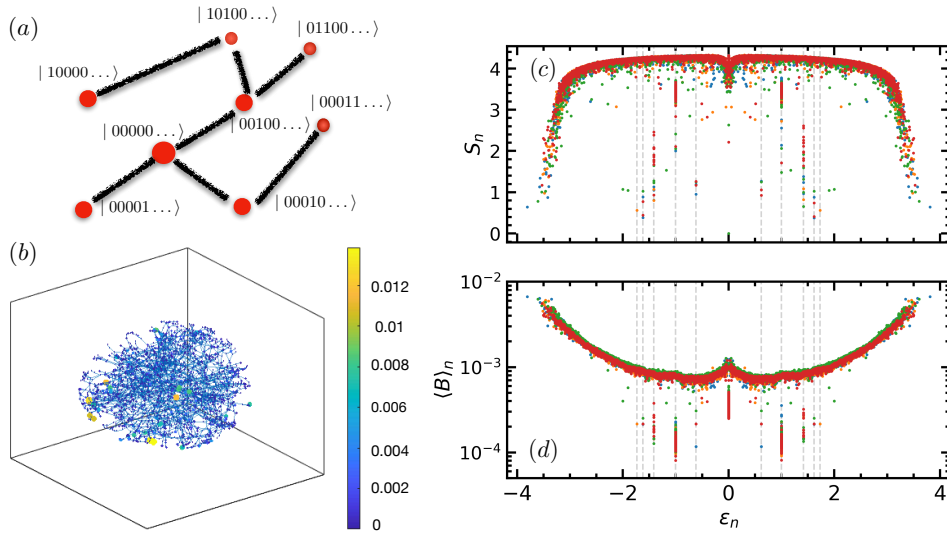 (a)
| 10100 . . . ⟩
| 01100 . . . ⟩
| 10000 . . . ⟩
| 00011 . . . ⟩
| 00000 . . . ⟩
| 00100 . . . ⟩
| 00001 . . . ⟩
| 00010 . . . ⟩
(b)
0.012
0.01
0.008
0.006
0.004
0.002
0
(c)
4
3
2
1
0
S_n
(d)
10⁻²
10⁻³
10⁻⁴
⟨B⟩_n
−4
−2
0
2
4
ε_n